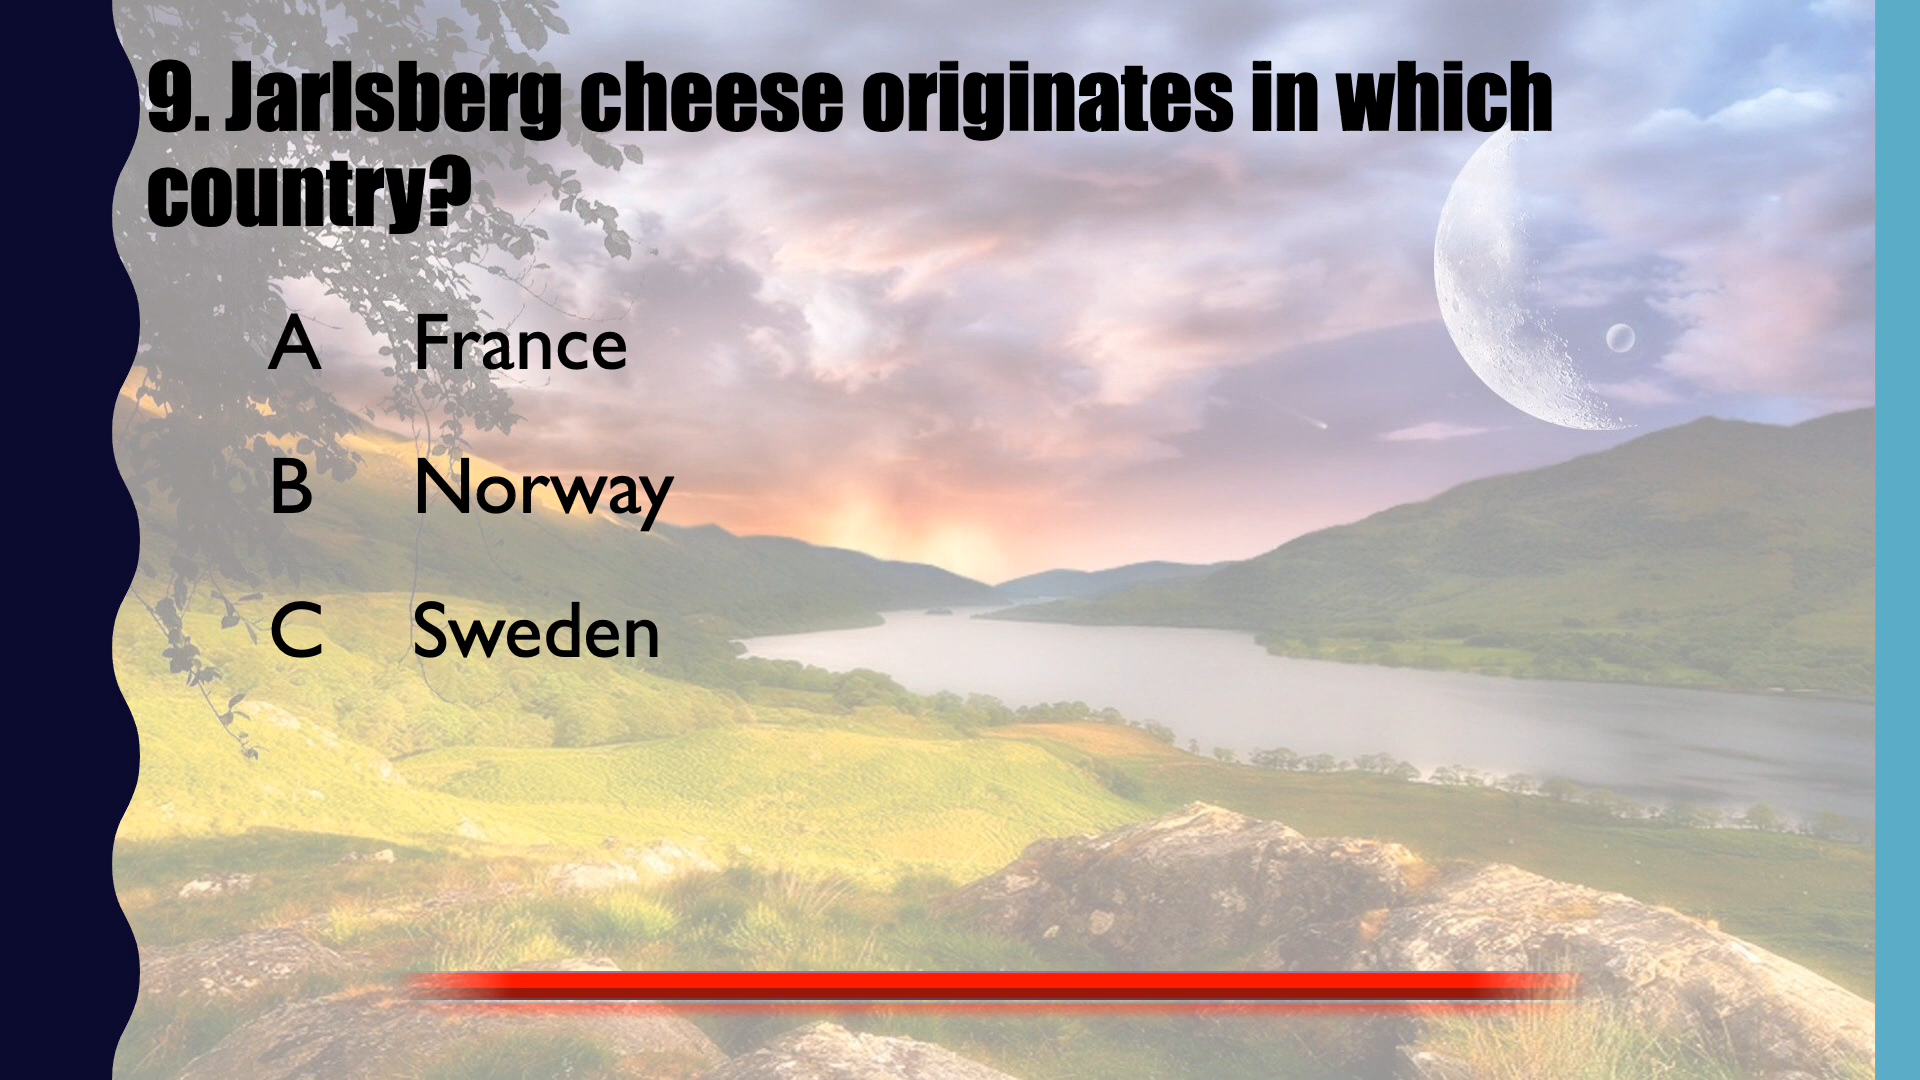 9. Jarlsberg cheese originates in which
country?
A France
B Norway
C Sweden